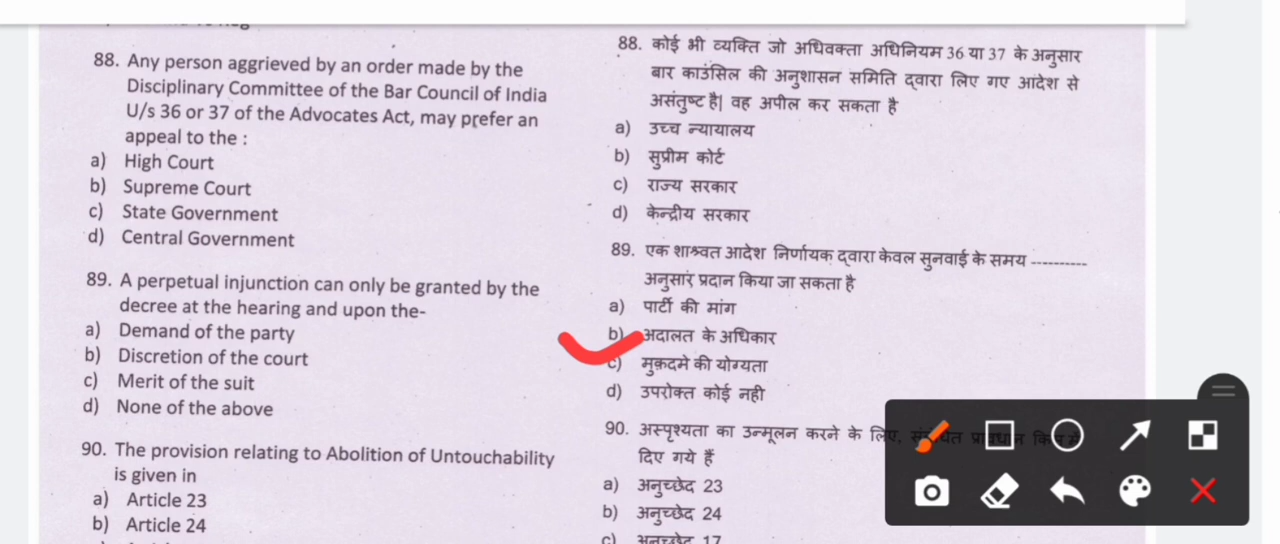 88. Any person aggrieved by an order made by the
Disciplinary Committee of the Bar Council of India
U/s 36 or 37 of the Advocates Act, may prefer an
appeal to the :
a) High Court
b) Supreme Court
c) State Government
d) Central Government
89. A perpetual injunction can only be granted by the
decree at the hearing and upon the-
a) Demand of the party
b) Discretion of the court
c) Merit of the suit
d) None of the above
90. The provision relating to Abolition of Untouchability
is given in
a) Article 23
b) Article 24
88. कोई भी व्यक्ति जो अधिवक्ता अधिनियम 36 या 37 के अनुसार
बार काउंसिल की अनुशासन समिति द्वारा लिए गए आदेश से
असंतुष्ट है| वह अपील कर सकता है
a) उच्च न्यायालय
b) सुप्रीम कोर्ट
c) राज्य सरकार
d) केन्द्रीय सरकार
89. एक शाश्वत आदेश निर्णायक द्वारा केवल सुनवाई के समय ----------
अनुसार प्रदान किया जा सकता है
a) पार्टी की मांग
b) अदालत के अधिकार
c) मुक़दमे की योग्यता
d) उपरोक्त कोई नही
90. अस्पृश्यता का उन्मूलन करने के लिए,
दिए गये हैं
a) अनुच्छेद 23
b) अनुच्छेद 24
c) अनुच्छेद 17